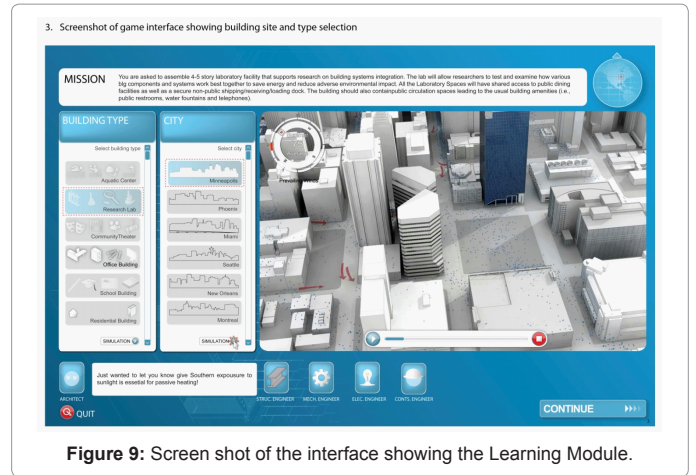 3. Screenshot of game interface showing building site and type selection
MISSION
You are asked to assemble 4-5 story laboratory facility that supports research on building systems integration. The lab will allow researchers to test and examine how various
big components and systems work best together to save energy and reduce adverse environmental impact. All the Laboratory Spaces will have shared access to public dining
facilities as well as a secure non-public shipping/receiving/loading dock. The building should also containpublic circulation spaces leading to the usual building amenities (i.e.,
public restrooms, water fountains and telephones).
BUILDING TYPE
Select building type
Aquatic Center
Research Lab
CommunityTheater
Office Building
School Building
Residential Building
SIMULATION
CITY
Select city
Minneapolis
Phoenix
Miami
Seattle
New Orleans
Montreal
SIMULATION
Prevailing Winds
ARCHITECT
Just wanted to let you know give Southern expousure to
sunlight is essetial for passive heating!
STRUC. ENGINEER
MECH. ENGINEER
ELEC. ENGINEER
CONTS. ENGINEER
QUIT
CONTINUE
Figure 9: Screen shot of the interface showing the Learning Module.